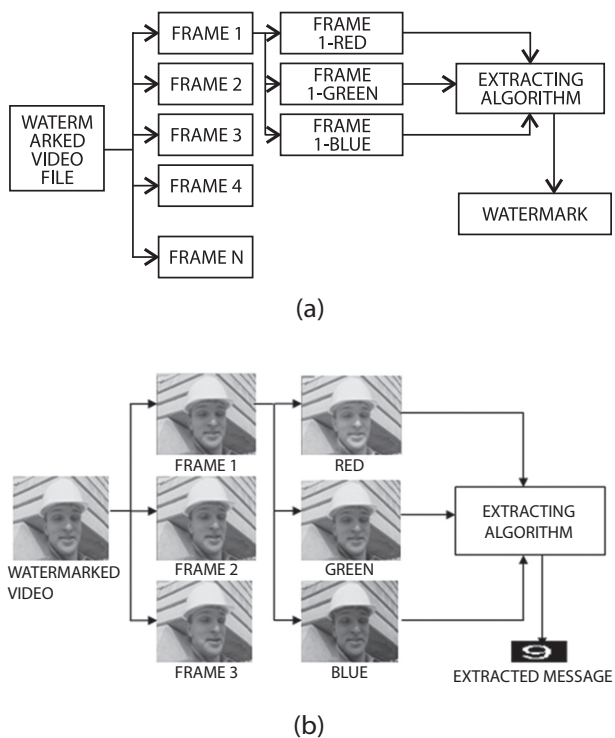 FRAME 1
FRAME 2
FRAME 3
FRAME 4
FRAME N
WATERM
ARKED
VIDEO
FILE
FRAME
1-RED
FRAME
1-GREEN
FRAME
1-BLUE
EXTRACTING
ALGORITHM
WATERMARK
(a)
WATERMARKED
VIDEO
FRAME 1
FRAME 2
FRAME 3
RED
GREEN
BLUE
EXTRACTING
ALGORITHM
9
EXTRACTED MESSAGE
(b)